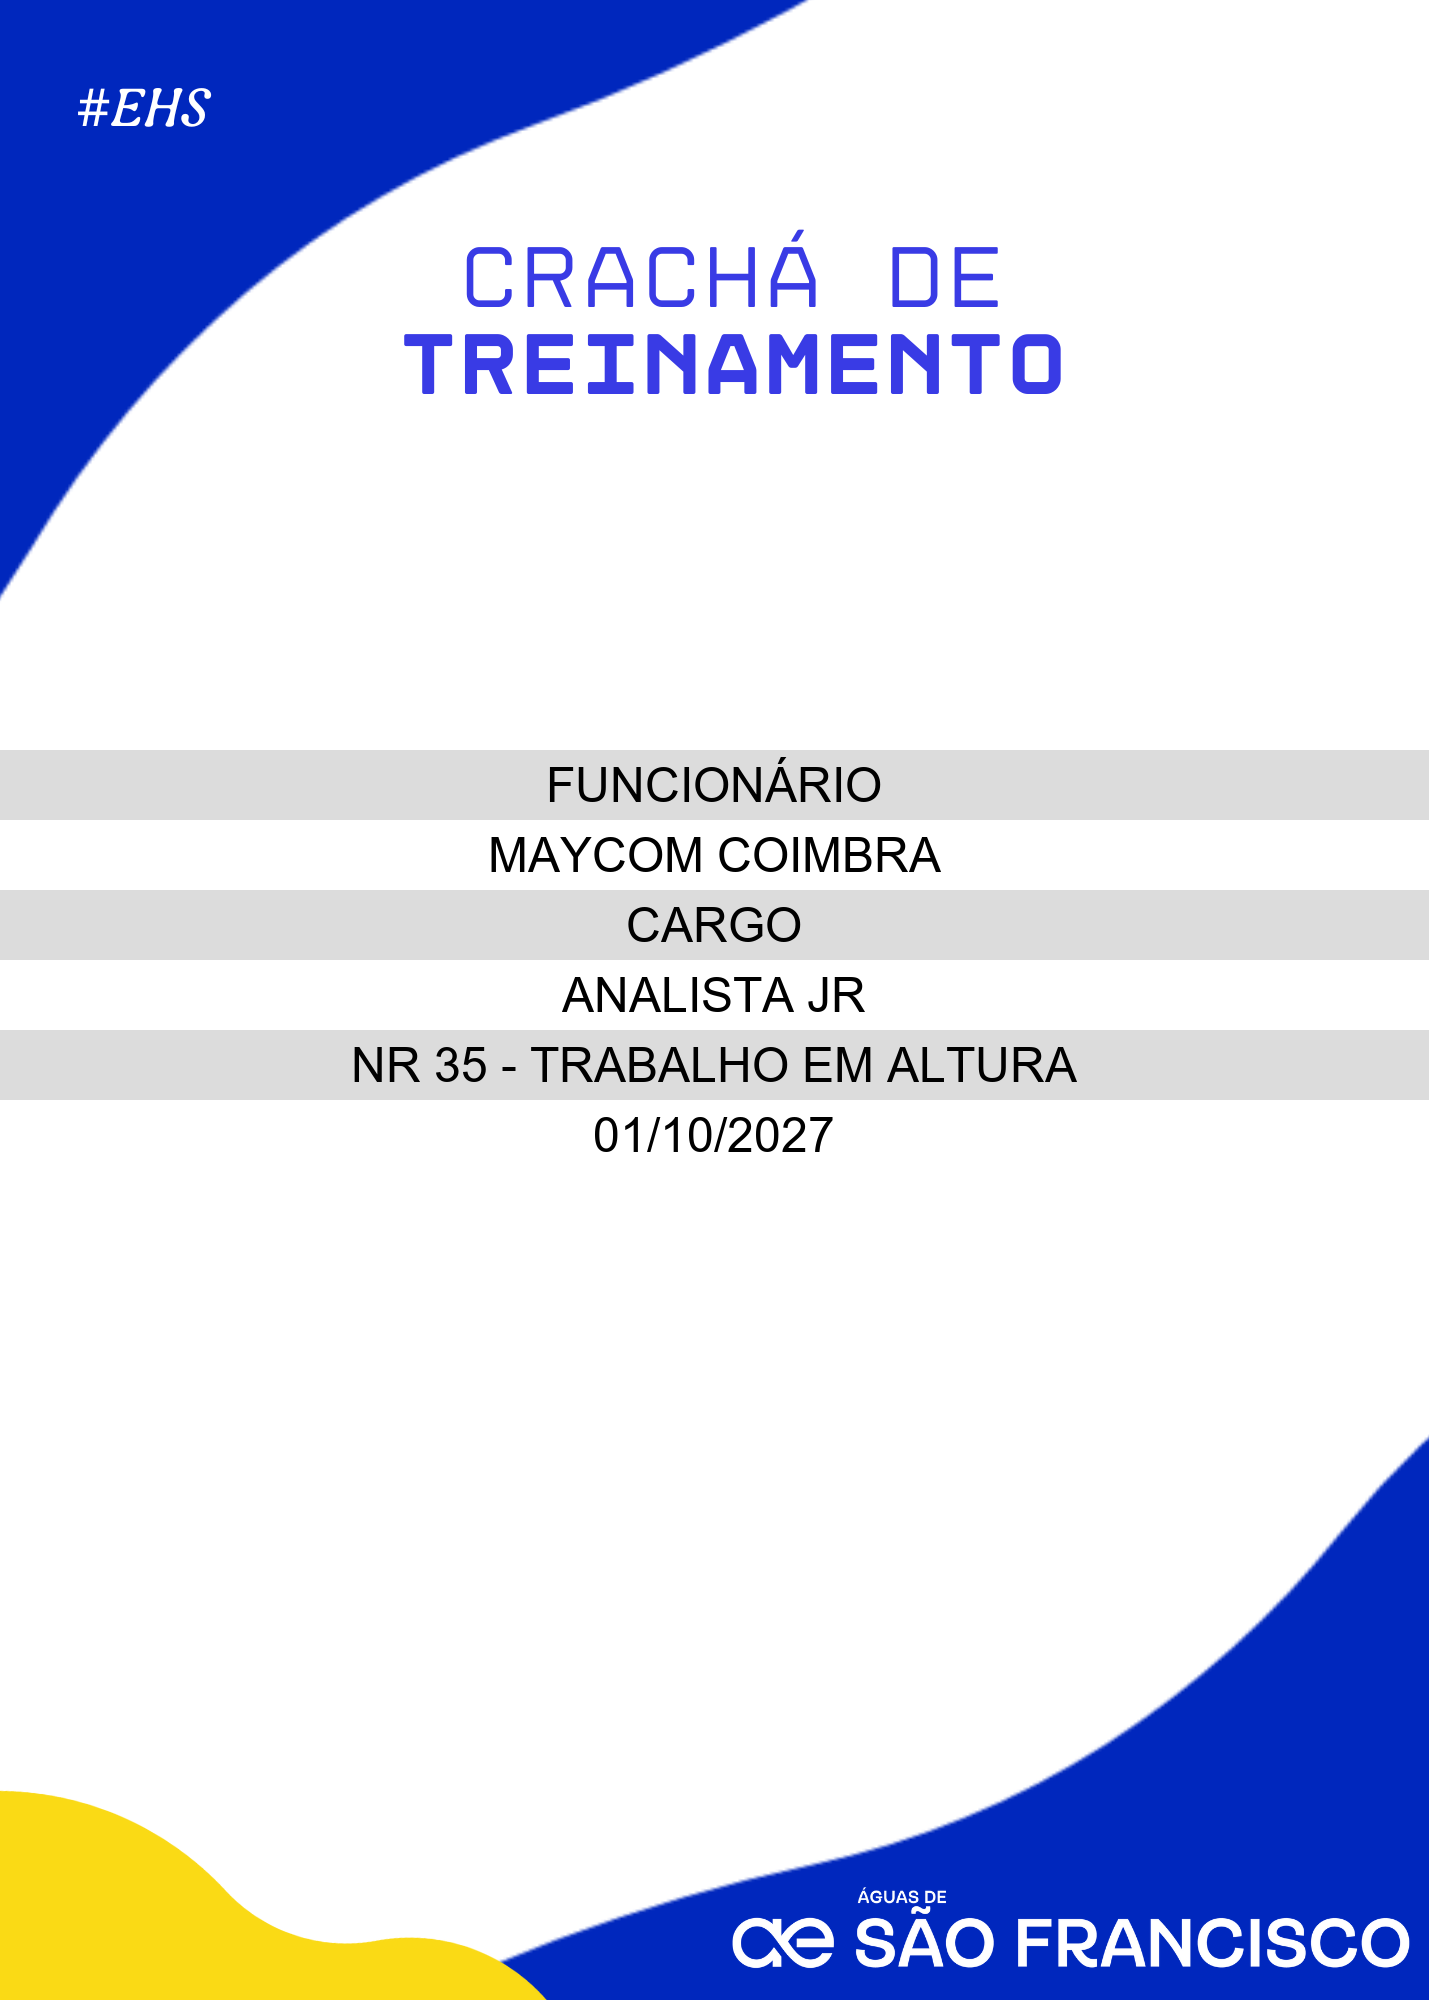 #EHS
CRACHÁ DE
TREINAMENTO
FUNCIONÁRIO
MAYCOM COIMBRA
CARGO
ANALISTA JR
NR 35 - TRABALHO EM ALTURA
01/10/2027
ÁGUAS DE
ae SÃO FRANCISCO